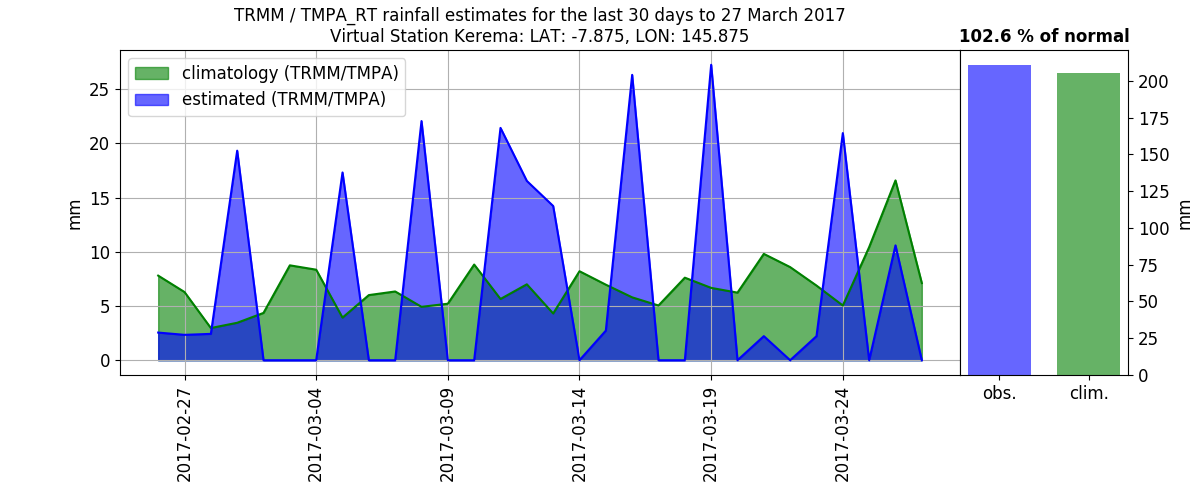 TRMM / TMPA_RT rainfall estimates for the last 30 days to 27 March 2017
Virtual Station Kerema: LAT: -7.875, LON: 145.875
102.6 % of normal
climatology (TRMM/TMPA)
estimated (TRMM/TMPA)
mm
25
20
15
10
5
0
2017-02-27
2017-03-04
2017-03-09
2017-03-14
2017-03-19
2017-03-24
200
175
150
125
100
75
50
25
0
mm
obs.
clim.